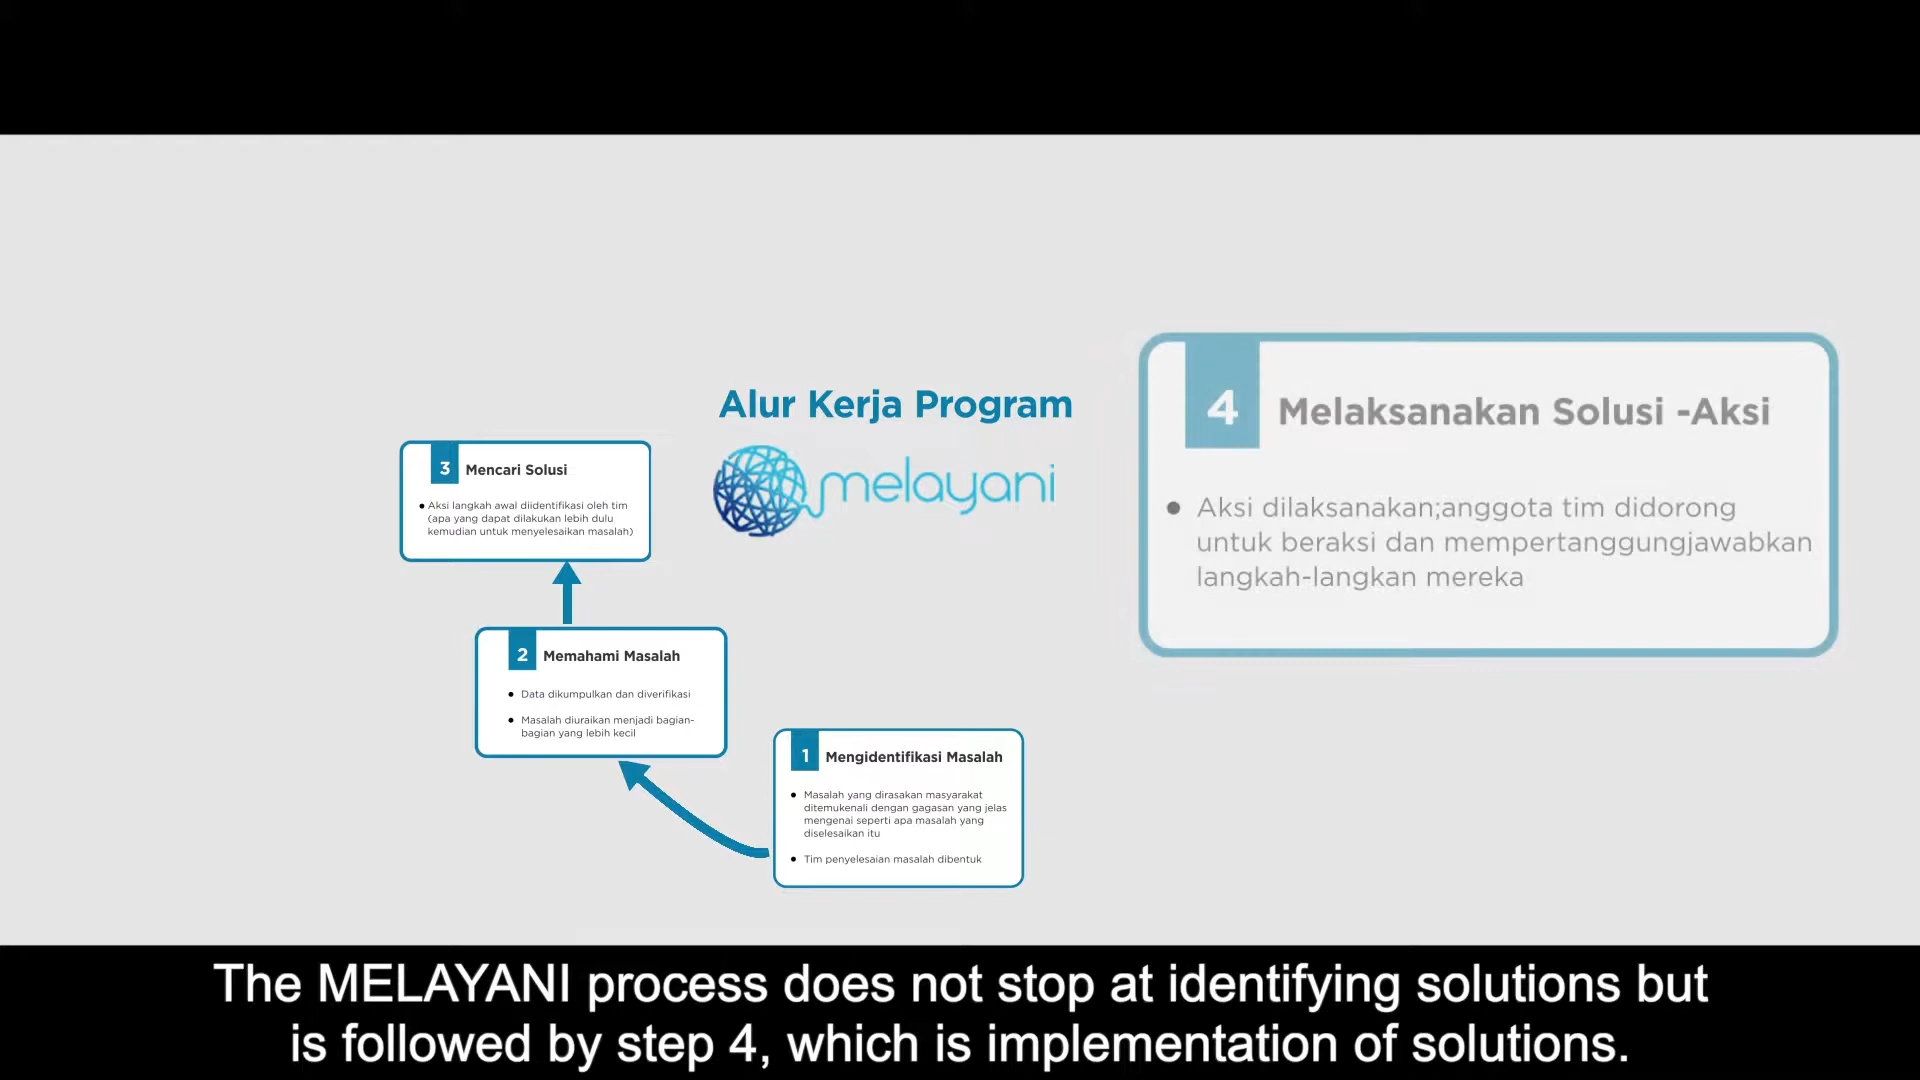 Alur Kerja Program
melayani
1 Mengidentifikasi Masalah
● Masalah yang dirasakan masyarakat
ditemukenali dengan gagasan yang jelas
mengenai seperti apa masalah yang
diselesaikan itu
● Tim penyelesaian masalah dibentuk
2 Memahami Masalah
● Data dikumpulkan dan diverifikasi
● Masalah diuraikan menjadi bagian-
bagian yang lebih kecil
3 Mencari Solusi
● Aksi langkah awal diidentifikasi oleh tim
(apa yang dapat dilakukan lebih dulu
kemudian untuk menyelesaikan masalah)
4 Melaksanakan Solusi -Aksi
● Aksi dilaksanakan;anggota tim didorong
untuk beraksi dan mempertanggungjawabkan
langkah-langkan mereka
The MELAYANI process does not stop at identifying solutions but
is followed by step 4, which is implementation of solutions.